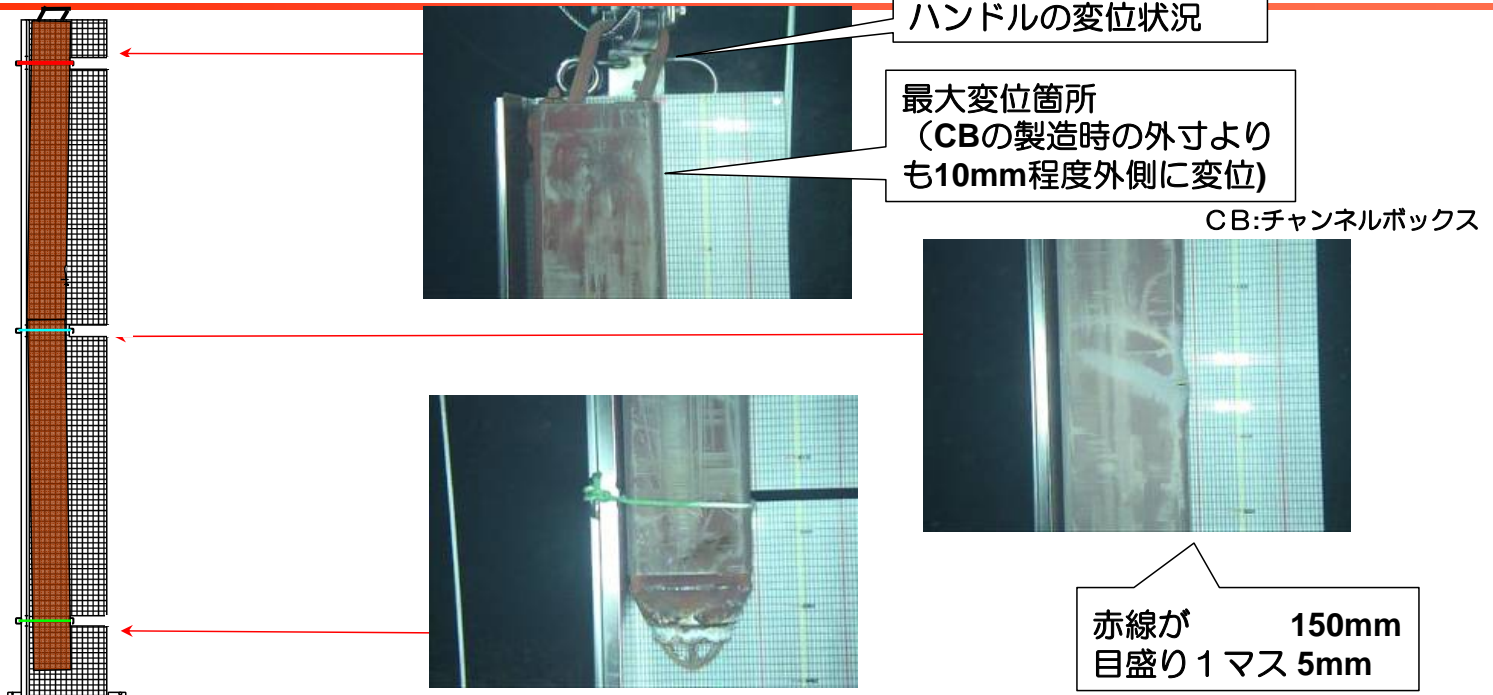 ハンドルの変位状況
最大変位箇所
（CBの製造時の外寸より
も10mm程度外側に変位)
ＣＢ:チャンネルボックス
赤線が 150mm
目盛り１マス 5mm